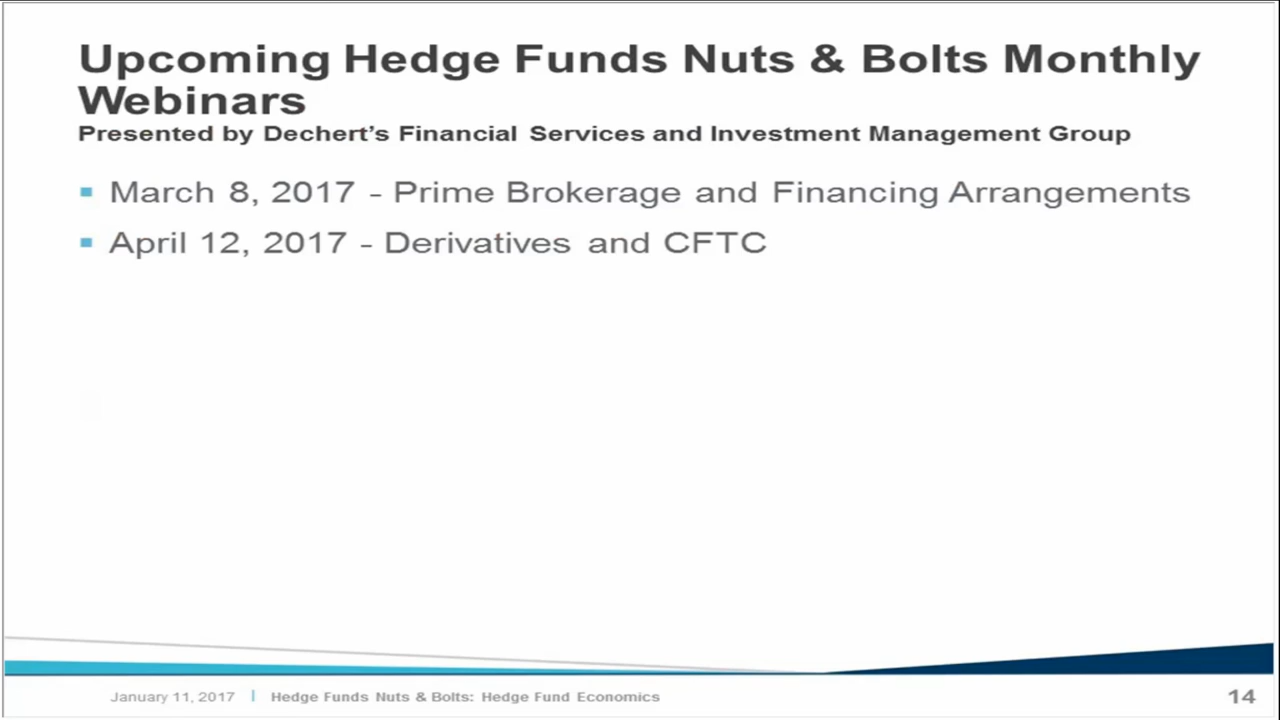 Upcoming Hedge Funds Nuts & Bolts Monthly
Webinars
Presented by Dechert's Financial Services and Investment Management Group
March 8, 2017 - Prime Brokerage and Financing Arrangements
April 12, 2017 - Derivatives and CFTC
January 11, 2017 | Hedge Funds Nuts & Bolts: Hedge Fund Economics
14